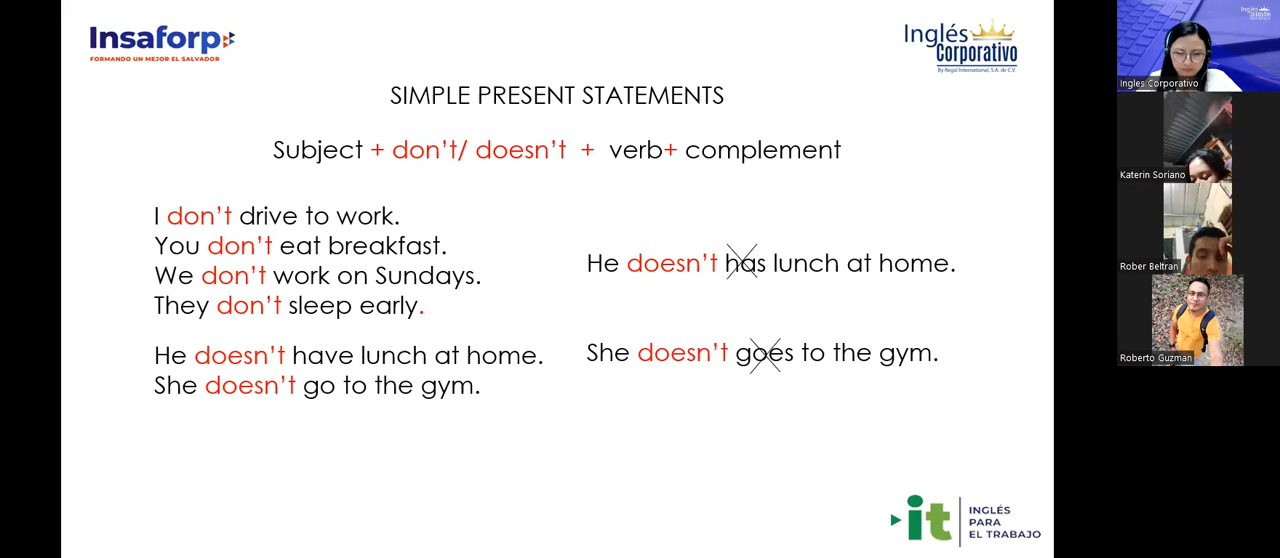 Insaforp
FORMANDO UN MEJOR EL SALVADOR
Inglés
Corporativo
By Regal International, S.A. de C.V.
SIMPLE PRESENT STATEMENTS
Subject + don't/ doesn't + verb+ complement
I don't drive to work.
You don't eat breakfast.
We don't work on Sundays.
They don't sleep early.
He doesn't have lunch at home.
She doesn't go to the gym.
He doesn't has lunch at home.
She doesn't goes to the gym.
it
INGLÉS
PARA
EL TRABAJO
Ingles Corporativo
Katerin Soriano
Rober Beltran
Roberto Guzman